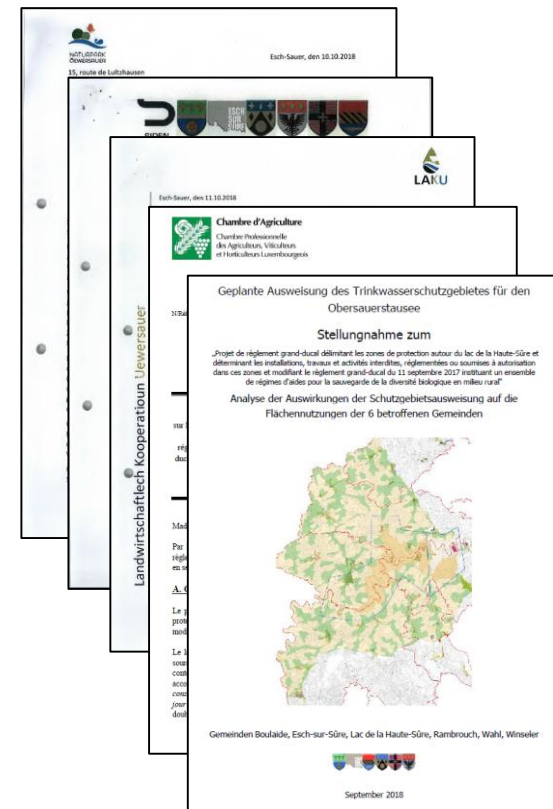 NATURPARK
ÖEWERSAUER
Esch-Sauer, den 10.10.2018
15, route de Lultzhausen
SIDEN
ESCH
SUR
SÛRE
LAKU
Esch-Sauer, den 11.10.2018
Landwirtschaftlech Kooperatioun Uewersauer
Chambre d'Agriculture
Chambre Professionnelle
des Agriculteurs, Viticulteurs
et Horticulteurs Luxembourgeois
sur
Par
Le
Geplante Ausweisung des Trinkwasserschutzgebietes für den
Obersauerstausee
Stellungnahme zum
„Projet de règlement grand-ducal délimitant les zones de protection autour du lac de la Haute-Sûre et
déterminant les installations, travaux et activités interdites, réglementées ou soumises à autorisation
dans ces zones et modifiant le règlement grand-ducal du 11 septembre 2017 instituant un ensemble
de régimes d'aides pour la sauvegarde de la diversité biologique en milieu rural"
Analyse der Auswirkungen der Schutzgebietsausweisung auf die
Flächennutzungen der 6 betroffenen Gemeinden
Gemeinden Boulaide, Esch-sur-Sûre, Lac de la Haute-Sûre, Rambrouch, Wahl, Winseler
September 2018